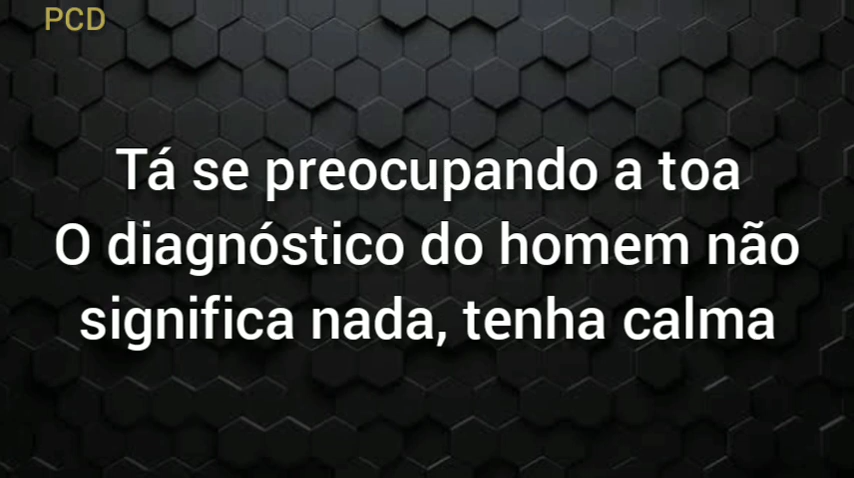 PCD
Tá se preocupando a toa
O diagnóstico do homem não
significa nada, tenha calma